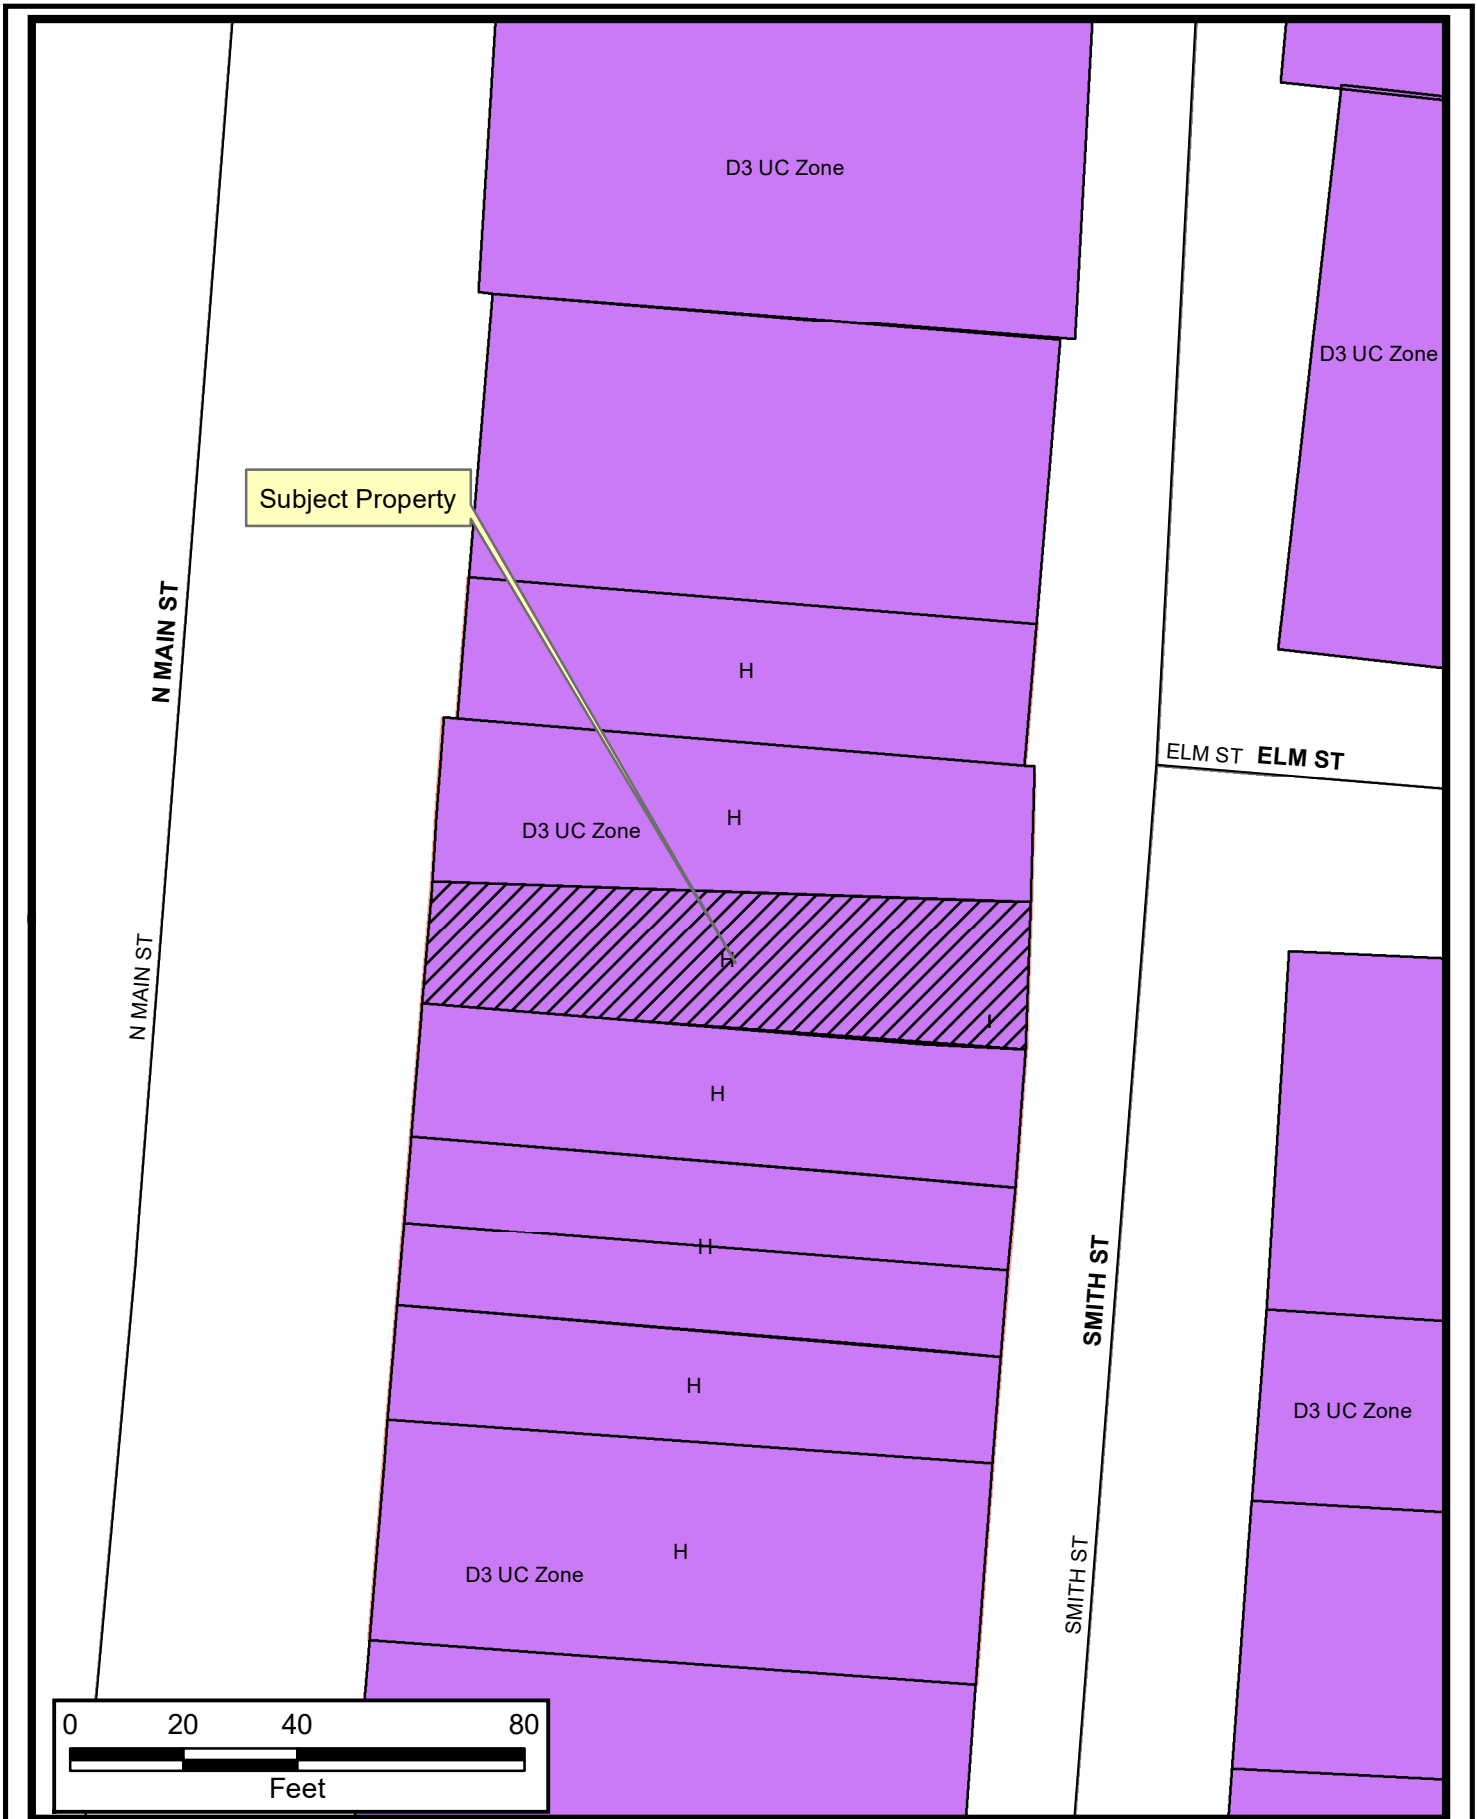 D3 UC Zone
D3 UC Zone
Subject Property
N MAIN ST
H
ELM ST ELM ST
H
D3 UC Zone
H
N MAIN ST
I
H
H
SMITH ST
H
D3 UC Zone
H
D3 UC Zone
SMITH ST
0 20 40 80
Feet